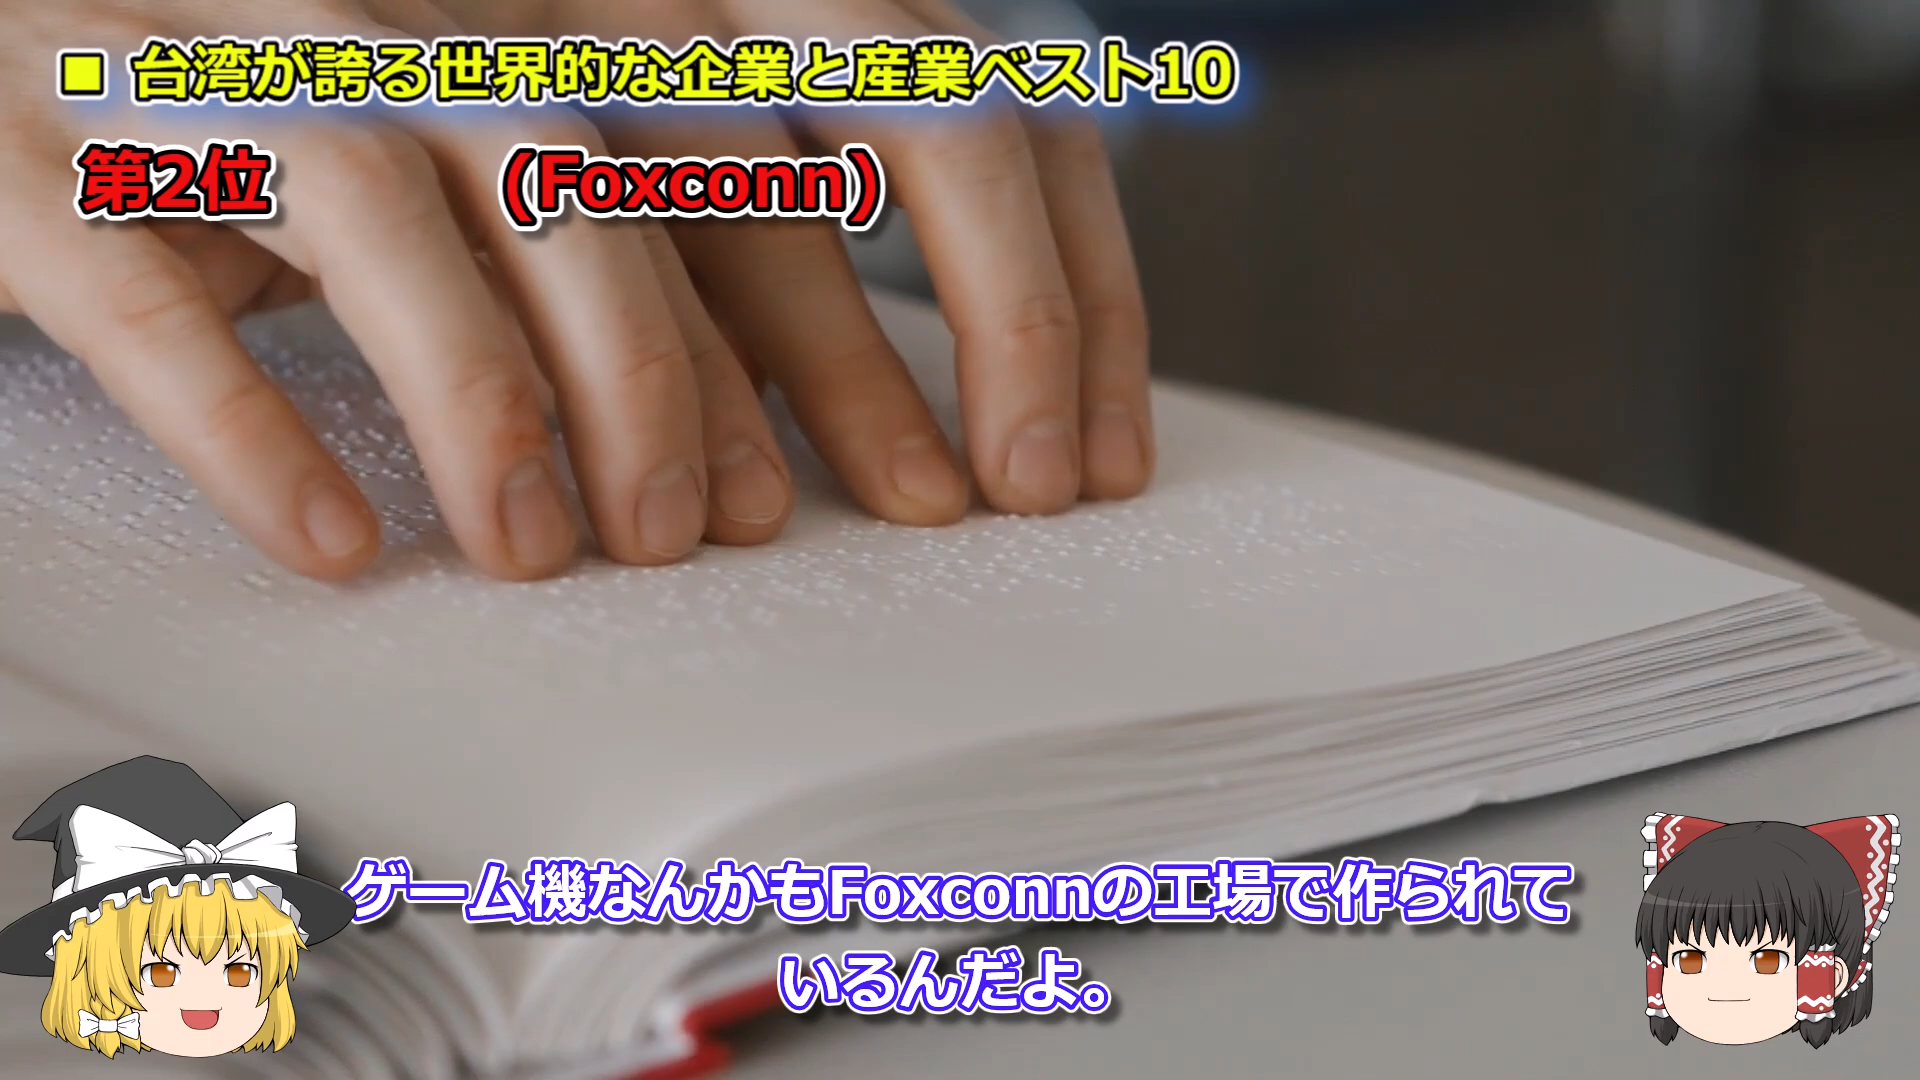 ■ 台湾が誇る世界的な企業と産業ベスト10
第2位 (Foxconn)
ゲーム機なんかもFoxconnの工場で作られて
いるんだよ。